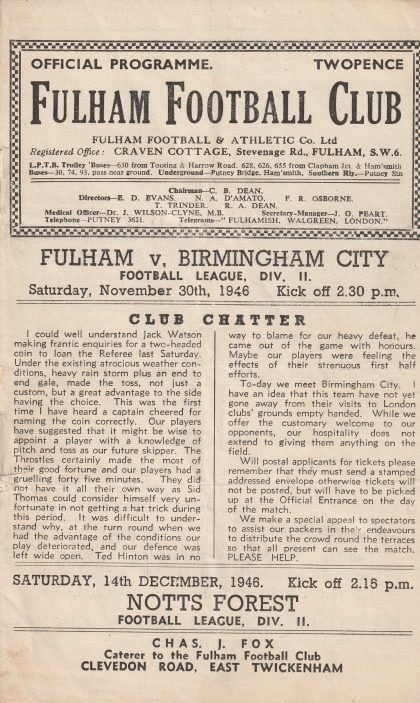 OFFICIAL PROGRAMME. TWOPENCE
FULHAM FOOTBALL CLUB
FULHAM FOOTBALL & ATHLETIC Co. Ltd
Registered Office: CRAVEN COTTAGE, Stevenage Rd., FULHAM, S.W.6.
L.P.T.B. Trolley 'Buses—630 from Tooting & Harrow Road. 628, 626, 655 from Clapham Jct. & Ham'smith
Buses—30, 74, 93, pass near ground. Underground—Putney Bridge, Ham'smith, Southern Rly.—Putney Stn
Chairman—C. B. DEAN.
Directors—E. D. EVANS. N. A. D'AMATO. F. R. OSBORNE.
T. TRINDER. R. A. DEAN.
Medical Officer—Dr. J. WILSON-CLYNE, M.B. Secretary-Manager—J. G. PEART.
Telephone—PUTNEY 3621. Telegrams—" FULHAMISH, WALGREEN, LONDON."
FULHAM v. BIRMINGHAM CITY
FOOTBALL LEAGUE, DIV. II.
Saturday, November 30th, 1946 Kick off 2.30 p.m.
CLUB CHATTER
I could well understand Jack Watson
making frantic enquiries for a two-headed
coin to loan the Referee last Saturday.
Under the existing atrocious weather con-
ditions, heavy rain storm plus an end to
end gale, made the toss, not just a
custom, but a great advantage to the side
having the choice. This was the first
time I have heard a captain cheered for
naming the coin correctly. Our players
have suggested that it might be wise to
appoint a player with a knowledge of
pitch and toss as our future skipper. The
Throstles certainly made the most of
their good fortune and our players had a
gruelling forty five minutes. They did
not have it all their own way as Sid
Thomas could consider himself very un-
fortunate in not getting a hat trick during
this period. It was difficult to under-
stand why, at the turn round when we
had the advantage of the conditions our
play deteriorated, and our defence was
left wide open. Ted Hinton was in no
way to blame for our heavy defeat, he
came out of the game with honours.
Maybe our players were feeling the
effects of their strenuous first half
efforts.
To-day we meet Birmingham City. I
have an idea that this team have not yet
gone away from their visits to London
clubs' grounds empty handed. While we
offer the customary welcome to our
opponents, our hospitality does not
extend to giving them anything on the
field.
Will postal applicants for tickets please
remember that they must send a stamped
addressed envelope otherwise tickets will
not be posted, but will have to be picked
up at the Official Entrance on the day
of the match.
We make a special appeal to spectators
to assist our packers in their endeavours
to distribute the crowd round the terraces
so that all present can see the match.
PLEASE HELP.
SATURDAY, 14th DECEMBER, 1946. Kick off 2.15 p.m.
NOTTS FOREST
FOOTBALL LEAGUE, DIV. II.
CHAS. J. FOX
Caterer to the Fulham Football Club
CLEVEDON ROAD, EAST TWICKENHAM